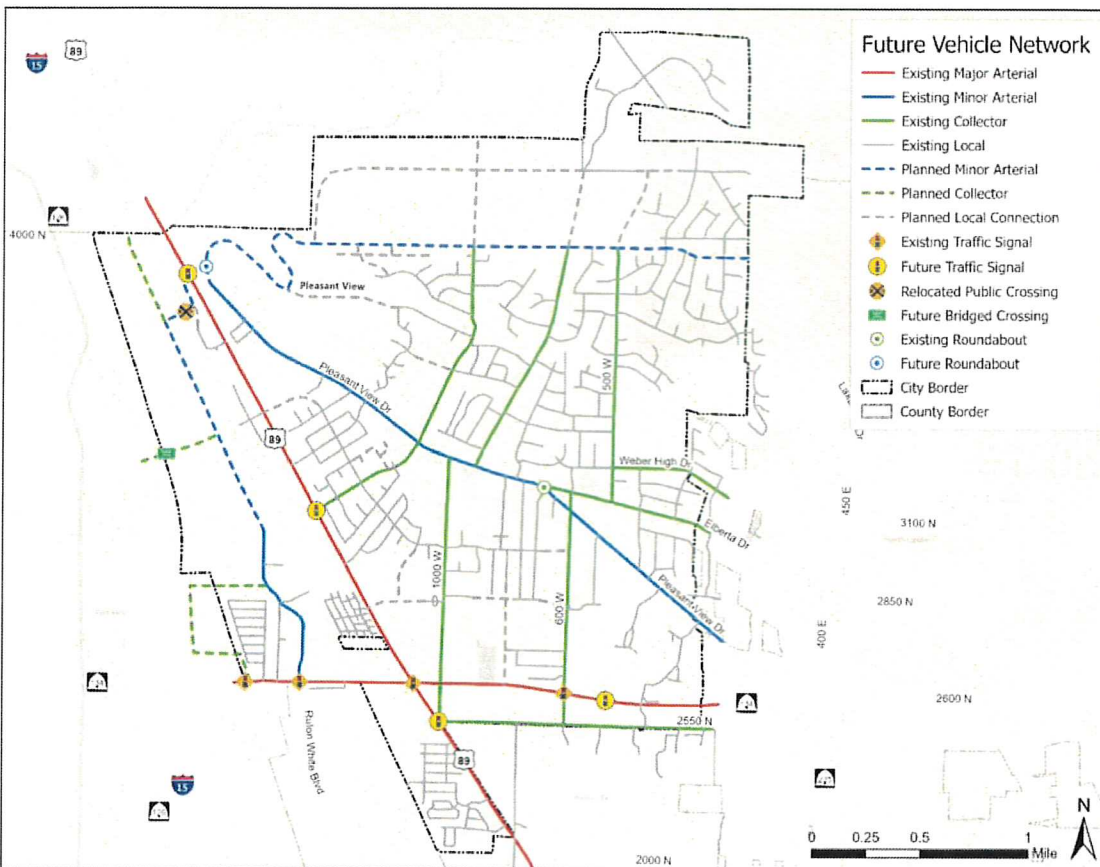 Future Vehicle Network
Existing Major Arterial
Existing Minor Arterial
Existing Collector
Existing Local
Planned Minor Arterial
Planned Collector
Planned Local Connection
Existing Traffic Signal
Future Traffic Signal
Relocated Public Crossing
Future Bridged Crossing
Existing Roundabout
Future Roundabout
City Border
County Border
89
15
4000 N
Pleasant View
Pleasant View Dr
500 W
89
Weber High Dr
450 E
Elberta Dr
3100 N
1000 W
600 W
Pleasant View Dr
2850 N
400 E
2600 N
2550 N
Rulon White Blvd
89
15
2000 N
N
0 0.25 0.5 1
Mile